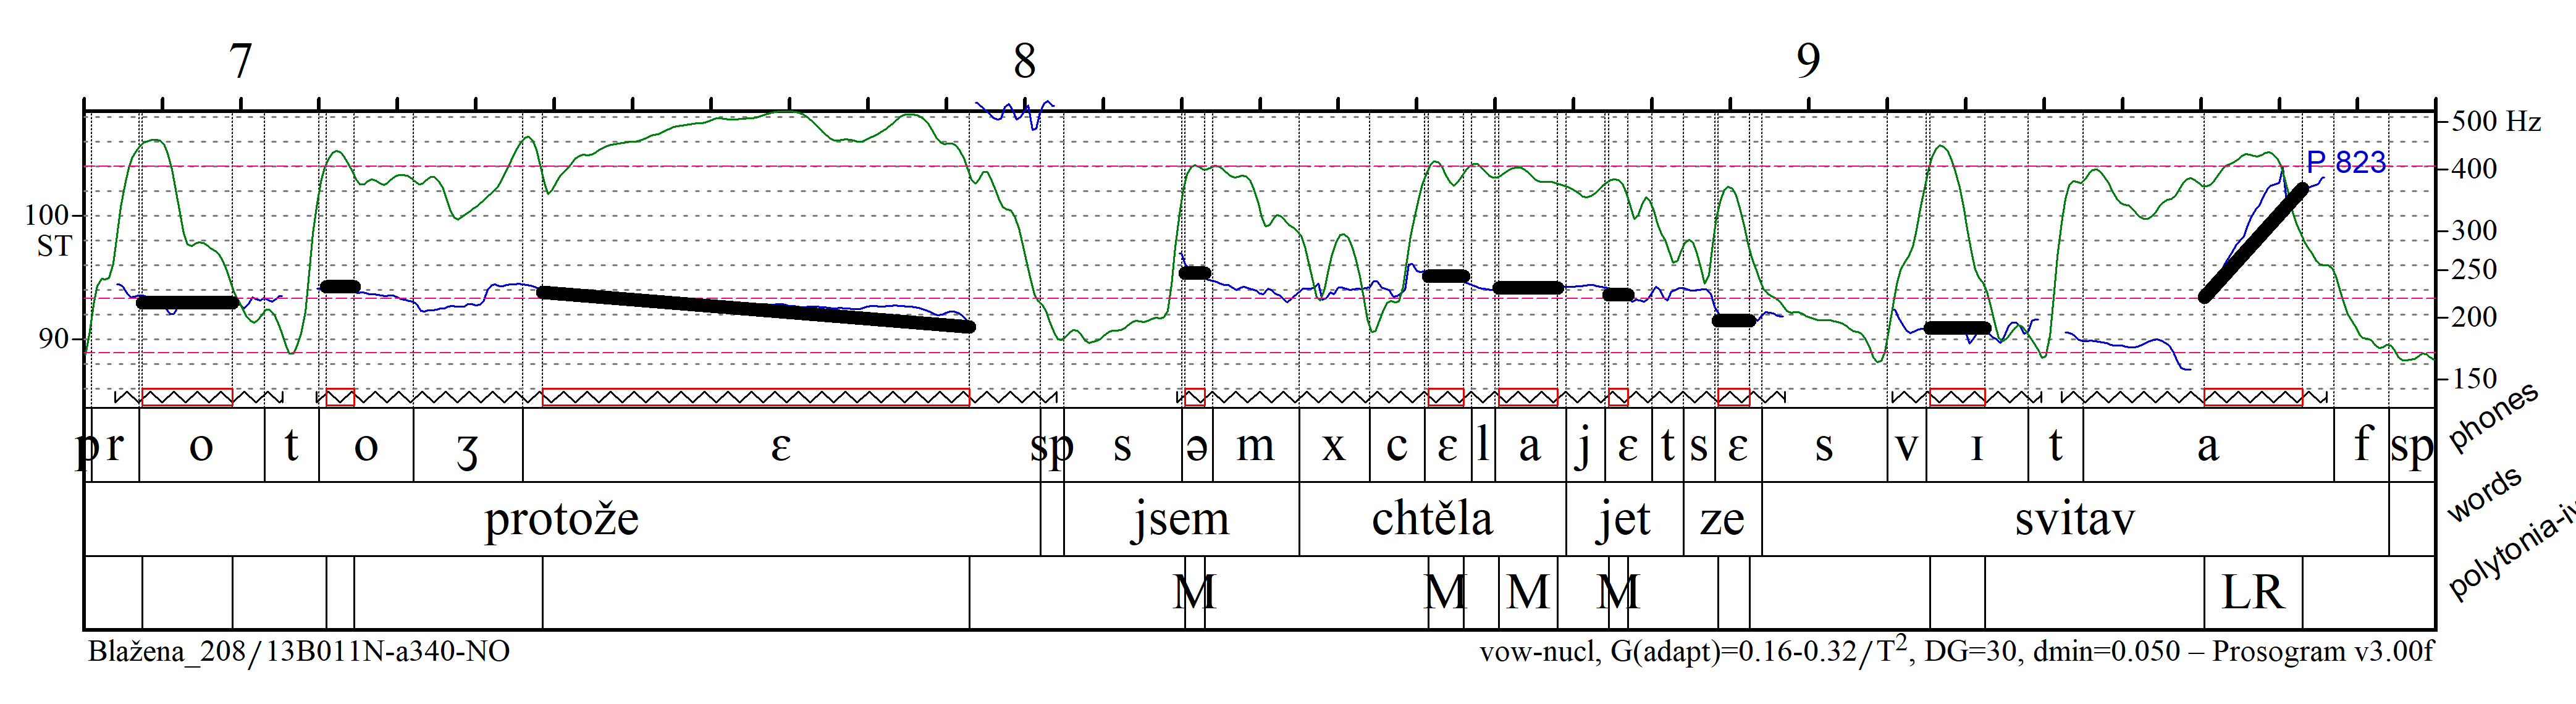 7 8 9
500 Hz
P 823
400
100
300
ST
250
200
90
150
p r o t o ʒ ɛ sp s ə m x c ɛ l a j ɛ t s ɛ s v ɪ t a f sp
phones
protože jsem chtěla jet ze svitav
words
M M M M LR
Blažena_208/13B011N-a340-NO
vow-nucl, G(adapt)=0.16-0.32/T², DG=30, dmin=0.050 – Prosogram v3.00f